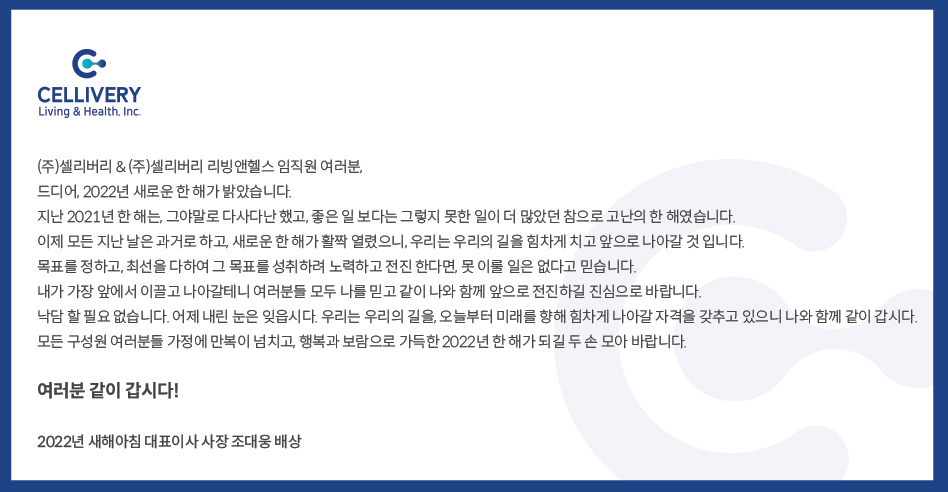 CELLIVERY
Living & Health, Inc.
(주)셀리버리 & (주)셀리버리 리빙앤헬스 임직원 여러분,
드디어, 2022년 새로운 한 해가 밝았습니다.
지난 2021년 한 해는, 그야말로 다사다난 했고, 좋은 일 보다는 그렇지 못한 일이 더 많았던 참으로 고난의 한 해였습니다.
이제 모든 지난 날은 과거로 하고, 새로운 한 해가 활짝 열렸으니, 우리는 우리의 길을 힘차게 치고 앞으로 나아갈 것 입니다.
목표를 정하고, 최선을 다하여 그 목표를 성취하려 노력하고 전진 한다면, 못 이룰 일은 없다고 믿습니다.
내가 가장 앞에서 이끌고 나아갈테니 여러분들 모두 나를 믿고 같이 나와 함께 앞으로 전진하길 진심으로 바랍니다.
낙담 할 필요 없습니다. 어제 내린 눈은 잊읍시다. 우리는 우리의 길을, 오늘부터 미래를 향해 힘차게 나아갈 자격을 갖추고 있으니 나와 함께 같이 갑시다.
모든 구성원 여러분들 가정에 만복이 넘치고, 행복과 보람으로 가득한 2022년 한 해가 되길 두 손 모아 바랍니다.
여러분 같이 갑시다!
2022년 새해아침 대표이사 사장 조대웅 배상